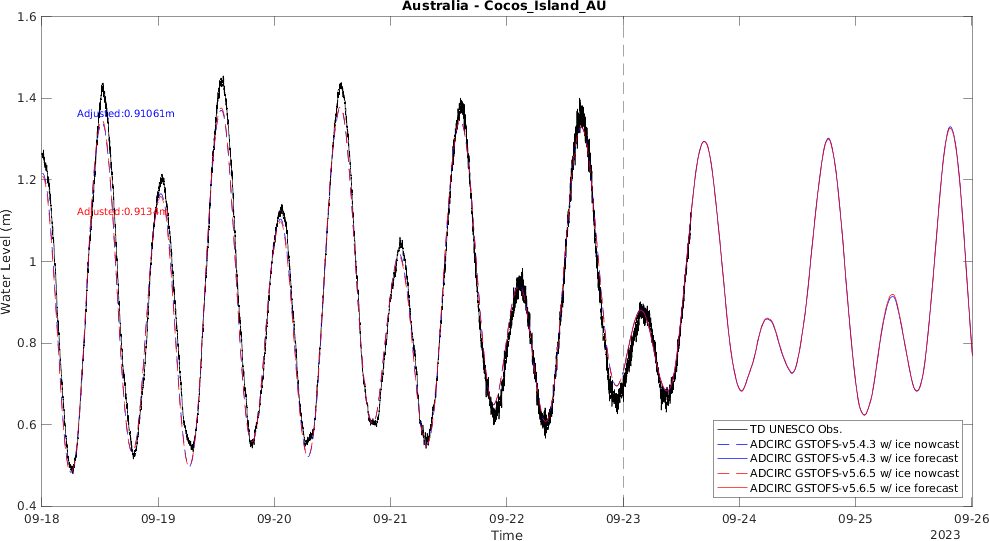 Australia - Cocos_Island_AU
1.6
1.4
1.2
1
0.8
0.6
0.4
Water Level (m)
Adjusted:0.91061m
Adjusted:0.9134m
TD UNESCO Obs.
ADCIRC GSTOFS-v5.4.3 w/ ice nowcast
ADCIRC GSTOFS-v5.4.3 w/ ice forecast
ADCIRC GSTOFS-v5.6.5 w/ ice nowcast
ADCIRC GSTOFS-v5.6.5 w/ ice forecast
09-18 09-19 09-20 09-21 09-22 09-23 09-24 09-25 09-26
Time
2023